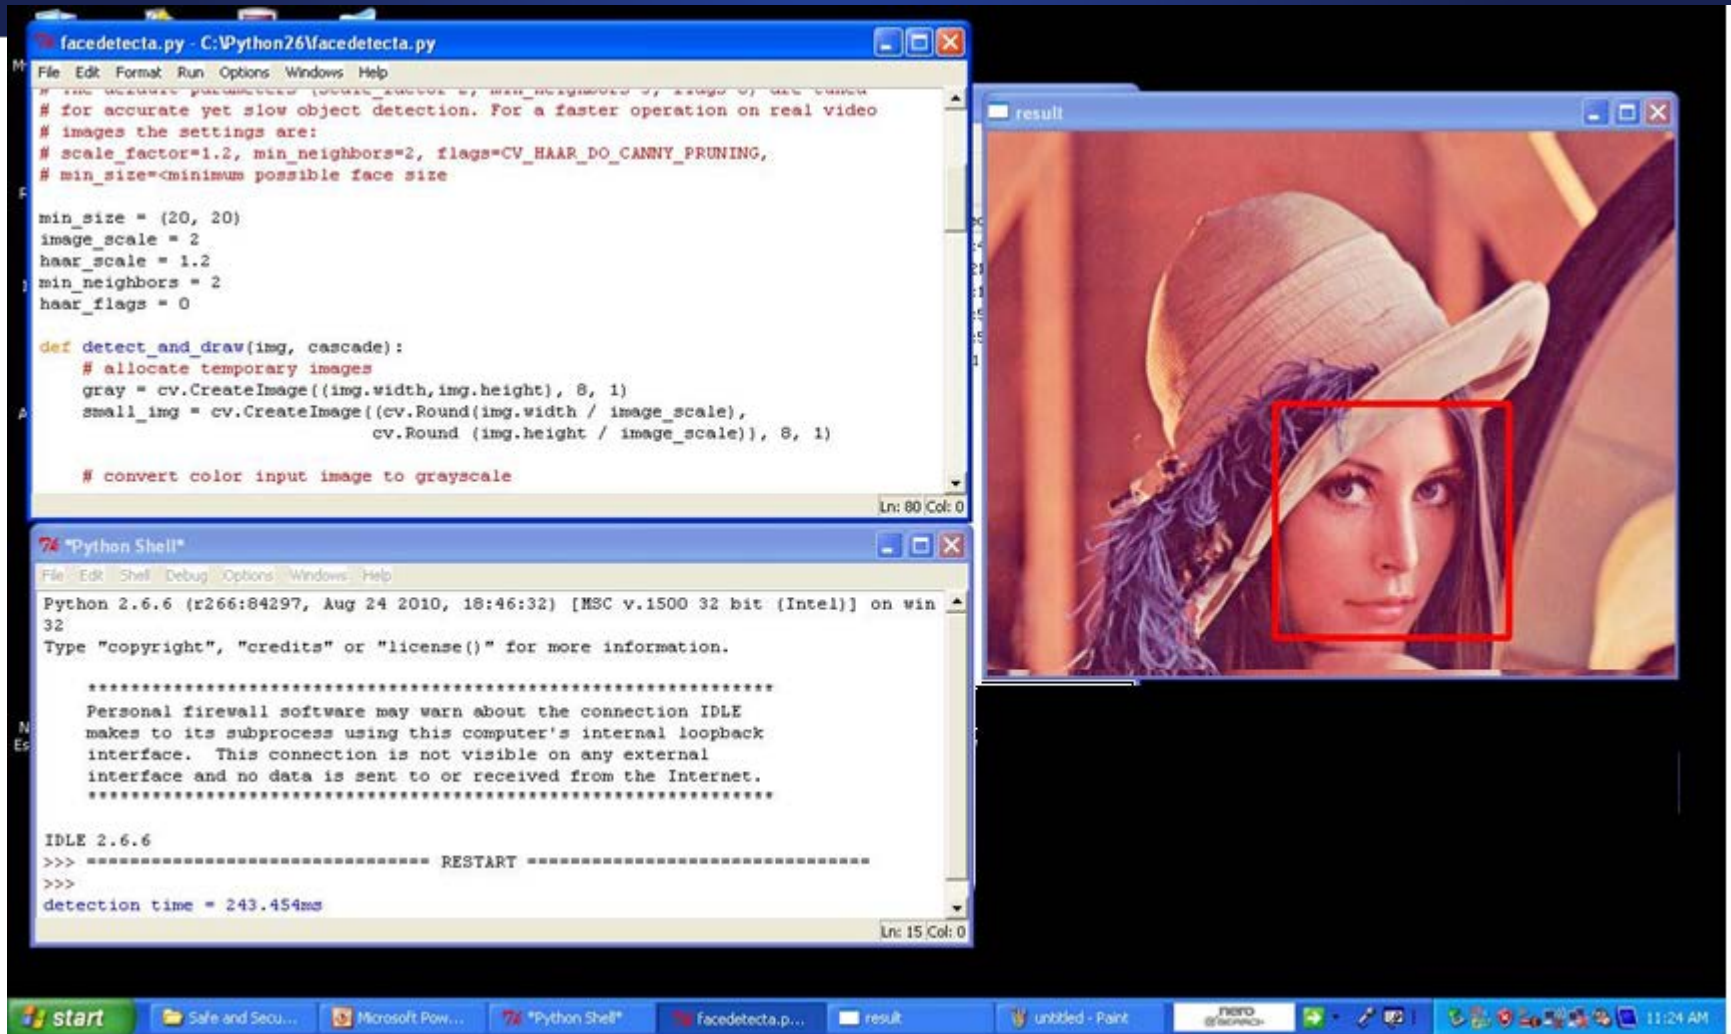 facedetecta.py - C:\Python26\facedetecta.py
File Edit Format Run Options Windows Help
# for accurate yet slow object detection. For a faster operation on real video
# images the settings are:
# scale_factor=1.2, min_neighbors=2, flags=CV_HAAR_DO_CANNY_PRUNING,
# min_size=<minimum possible face size
min_size = (20, 20)
image_scale = 2
haar_scale = 1.2
min_neighbors = 2
haar_flags = 0
def detect_and_draw(img, cascade):
# allocate temporary images
gray = cv.CreateImage((img.width,img.height), 8, 1)
small_img = cv.CreateImage((cv.Round(img.width / image_scale),
cv.Round (img.height / image_scale)), 8, 1)
# convert color input image to grayscale
Ln: 80 Col: 0
*Python Shell*
File Edit Shell Debug Options Windows Help
Python 2.6.6 (r266:84297, Aug 24 2010, 18:46:32) [MSC v.1500 32 bit (Intel)] on win
32
Type "copyright", "credits" or "license()" for more information.
****************************************************************
Personal firewall software may warn about the connection IDLE
makes to its subprocess using this computer's internal loopback
interface. This connection is not visible on any external
interface and no data is sent to or received from the Internet.
****************************************************************
IDLE 2.6.6
>>> ================================ RESTART ================================
>>>
detection time = 243.454ms
Ln: 15 Col: 0
result
start Safe and Secu... Microsoft Pow... *Python Shell* facedetecta.p... result untitled - Paint nero 11:24 AM